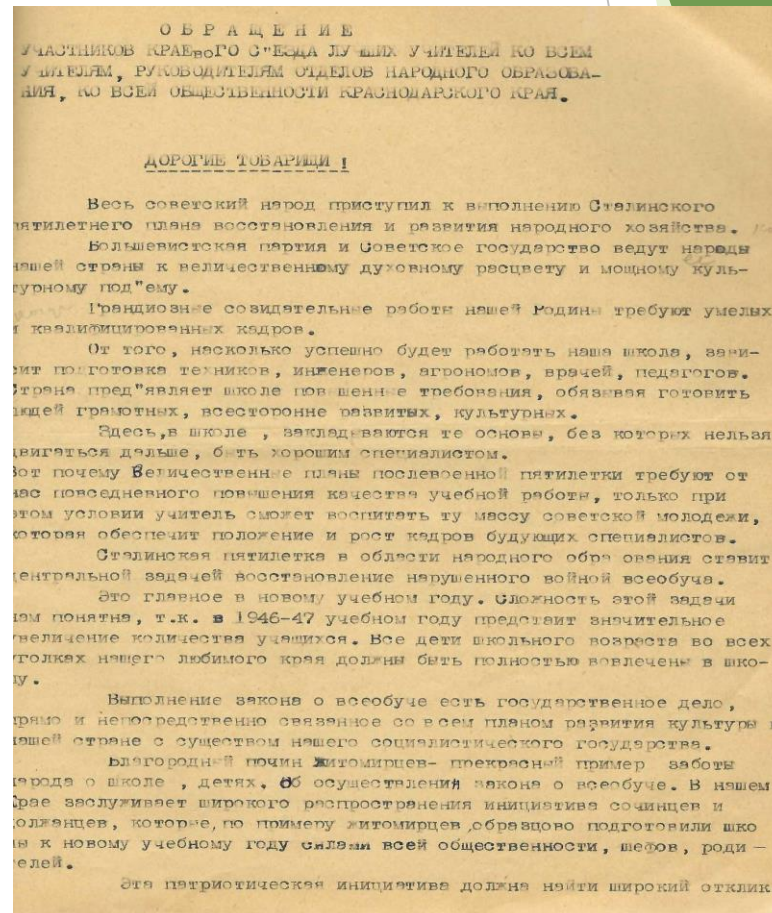 ОБРАЩЕНИЕ
УЧАСТНИКОВ КРАЕвоГО С"ЕЗДА ЛУЧШИХ УЧИТЕЛЕЙ КО ВСЕМ
УЧИТЕЛЯМ, РУКОВОДИТЕЛЯМ ОТДЕЛОВ НАРОДНОГО ОБРАЗОВА-
НИЯ, КО ВСЕЙ ОБЩЕСТВЕННОСТИ КРАСНОДАРСКОГО КРАЯ.
ДОРОГИЕ ТОВАРИЩИ !
Весь советский народ приступил к выполнению Сталинского
пятилетнего плана восстановления и развития народного хозяйства.
Большевистская партия и Советское государство ведут народы
нашей страны к величественному духовному расцвету и мощному куль-
турному под"ему.
Грандиозные созидательные работы нашей Родины требуют умелых
и квалифицированных кадров.
От того, насколько успешно будет работать наша школа, зави-
сит подготовка техников, инженеров, агрономов, врачей, педагогов.
Страна пред"являет школе повышенные требования, обязывая готовить
людей грамотных, всесторонне развитых, культурных.
Здесь,в школе , закладываются те основы, без которых нельзя
двигаться дальше, быть хорошим специалистом.
Вот почему Величественные планы послевоенной пятилетки требуют от
нас повседневного повышения качества учебной работы, только при
этом условии учитель сможет воспитать ту массу советской молодежи,
которая обеспечит положение и рост кадров будующих специалистов.
Сталинская пятилетка в области народного обра ования ставит
центральной задачей восстановление нарушенного войной всеобуча.
Это главное в новому учебном году. Сложность этой задачи
нам понятна, т.к. в 1946-47 учебном году предстаит значительное
увеличение количества учащихся. Все дети школьного возраста во всех
уголках нашего любимого края должны быть полностью вовлечены в шко-
лу.
Выполнение закона о всеобуче есть государственное дело,
прямо и непосредственно связанное со всем планом развития культуры в
нашей стране с существом нашего социалистического государства.
Благородный почин житомирцев- прекрасный пример заботы
народа о школе , детях, об осуществлений закона о всеобуче. В нашем
Крае заслуживает широкого распространения инициатива сочинцев и
которые,по примеру житомирцев,образцово подготовили шко
лы к новому учебному году силами всей общественности, шефов, роди -
телей.
Эта патриотическая инициатива должна найти широкий отклик